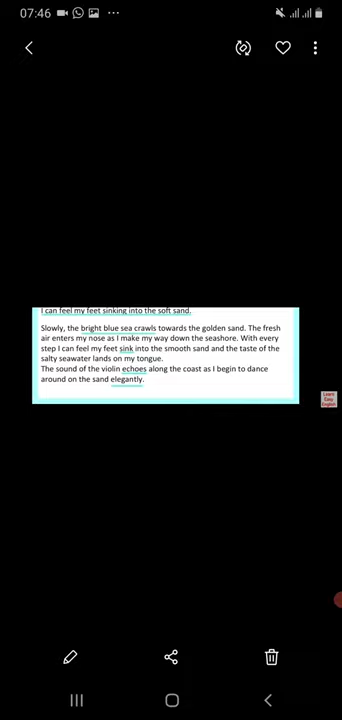 07:46
I can feel my feet sinking into the soft sand.
Slowly, the bright blue sea crawls towards the golden sand. The fresh
air enters my nose as I make my way down the seashore. With every
step I can feel my feet sink into the smooth sand and the taste of the
salty seawater lands on my tongue.
The sound of the violin echoes along the coast as I begin to dance
around on the sand elegantly.
Learn
Easy
English